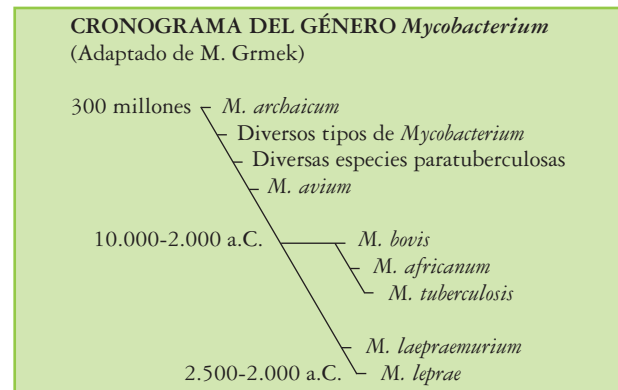 CRONOGRAMA DEL GÉNERO Mycobacterium
(Adaptado de M. Grmek)
300 millones M. archaicum
Diversos tipos de Mycobacterium
Diversas especies paratuberculosas
M. avium
10.000-2.000 a.C. M. bovis
M. africanum
M. tuberculosis
M. laepraemurium
2.500-2.000 a.C. M. leprae